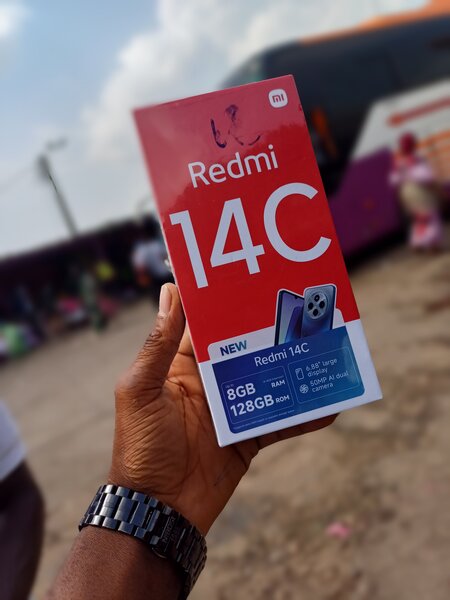 mi
Redmi
14C
NEW
Redmi 14C
8GB RAM
128GB ROM
6.88" large
display
50MP AI dual
camera